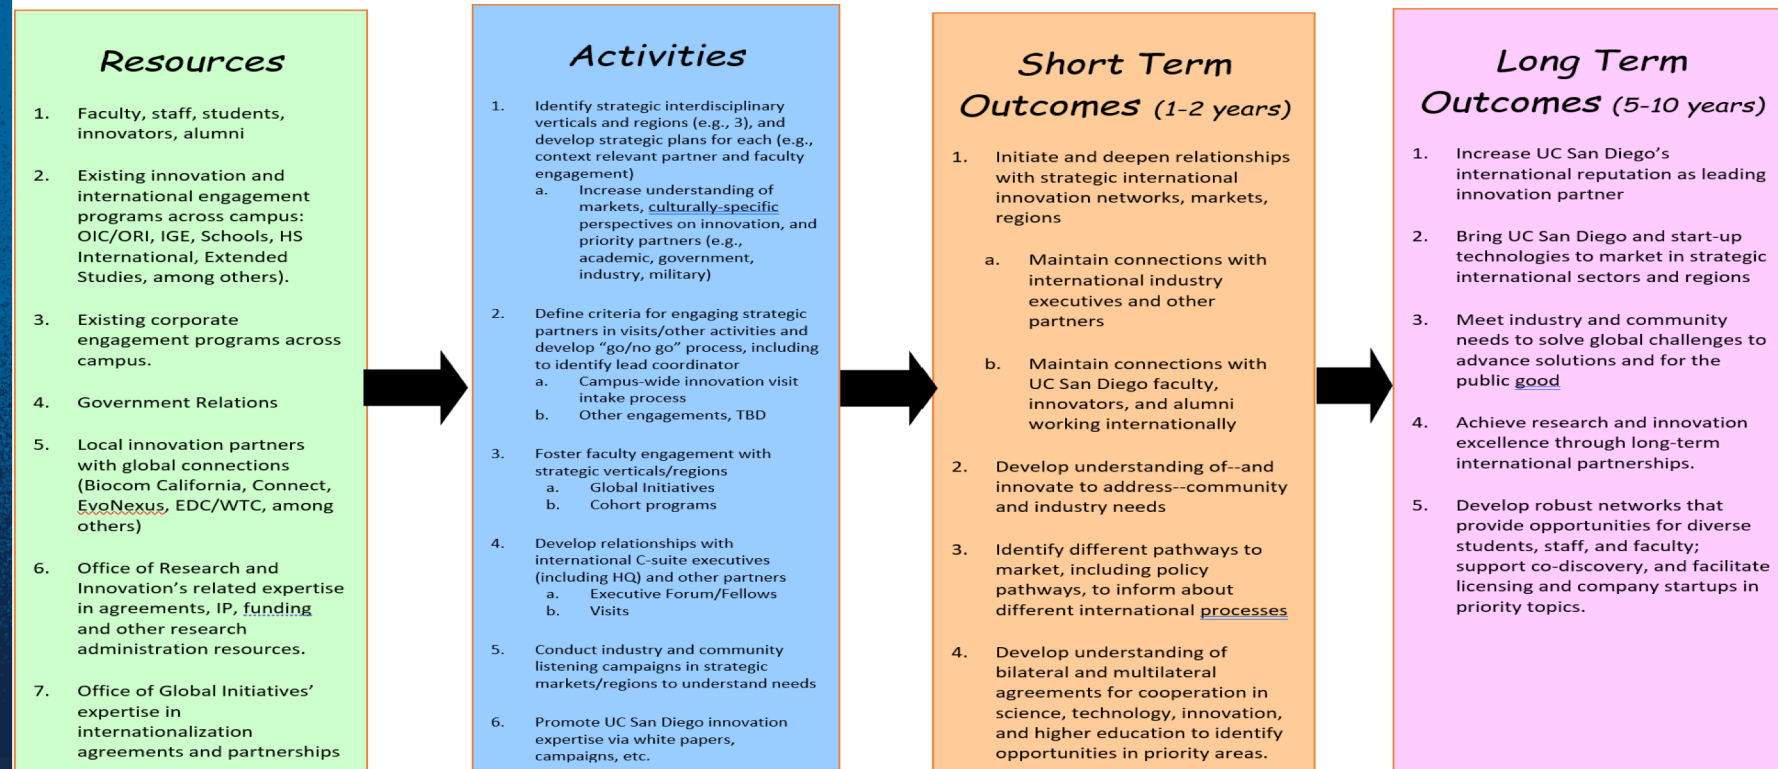 Resources
1. Faculty, staff, students,
innovators, alumni
2. Existing innovation and
international engagement
programs across campus:
OIC/ORI, IGE, Schools, HS
International, Extended
Studies, among others).
3. Existing corporate
engagement programs across
campus.
4. Government Relations
5. Local innovation partners
with global connections
(Biocom California, Connect,
EvoNexus, EDC/WTC, among
others)
6. Office of Research and
Innovation's related expertise
in agreements, IP, funding
and other research
administration resources.
7. Office of Global Initiatives'
expertise in
internationalization
agreements and partnerships
Activities
1. Identify strategic interdisciplinary
verticals and regions (e.g., 3), and
develop strategic plans for each (e.g.,
context relevant partner and faculty
engagement)
a. Increase understanding of
markets, culturally-specific
perspectives on innovation, and
priority partners (e.g.,
academic, government,
industry, military)
2. Define criteria for engaging strategic
partners in visits/other activities and
develop "go/no go" process, including
to identify lead coordinator
a. Campus-wide innovation visit
intake process
b. Other engagements, TBD
3. Foster faculty engagement with
strategic verticals/regions
a. Global Initiatives
b. Cohort programs
4. Develop relationships with
international C-suite executives
(including HQ) and other partners
a. Executive Forum/Fellows
b. Visits
5. Conduct industry and community
listening campaigns in strategic
markets/regions to understand needs
6. Promote UC San Diego innovation
expertise via white papers,
campaigns, etc.
Short Term
Outcomes (1-2 years)
1. Initiate and deepen relationships
with strategic international
innovation networks, markets,
regions
a. Maintain connections with
international industry
executives and other
partners
b. Maintain connections with
UC San Diego faculty,
innovators, and alumni
working internationally
2. Develop understanding of--and
innovate to address--community
and industry needs
3. Identify different pathways to
market, including policy
pathways, to inform about
different international processes
4. Develop understanding of
bilateral and multilateral
agreements for cooperation in
science, technology, innovation,
and higher education to identify
opportunities in priority areas.
Long Term
Outcomes (5-10 years)
1. Increase UC San Diego's
international reputation as leading
innovation partner
2. Bring UC San Diego and start-up
technologies to market in strategic
international sectors and regions
3. Meet industry and community
needs to solve global challenges to
advance solutions and for the
public good
4. Achieve research and innovation
excellence through long-term
international partnerships.
5. Develop robust networks that
provide opportunities for diverse
students, staff, and faculty;
support co-discovery, and facilitate
licensing and company startups in
priority topics.